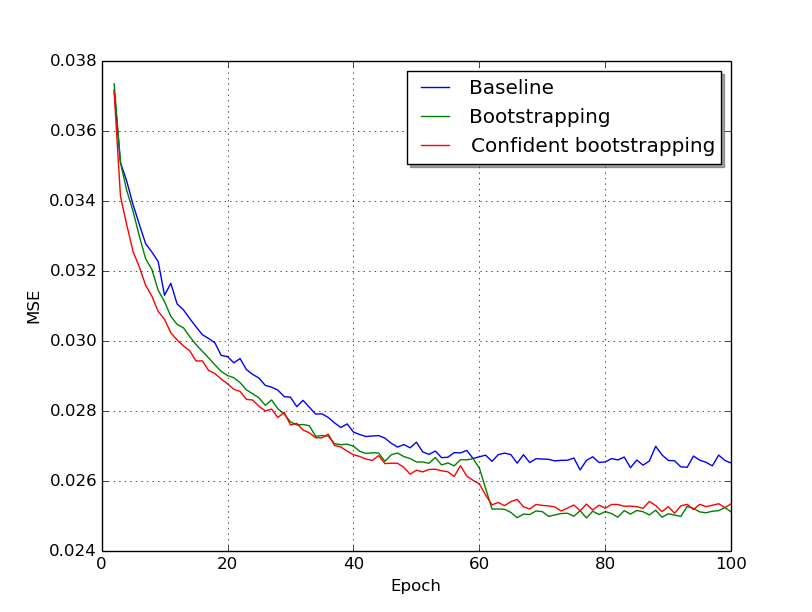 0.038
0.036
0.034
0.032
0.030
0.028
0.026
0.024
MSE
Baseline
Bootstrapping
Confident bootstrapping
0 20 40 60 80 100
Epoch